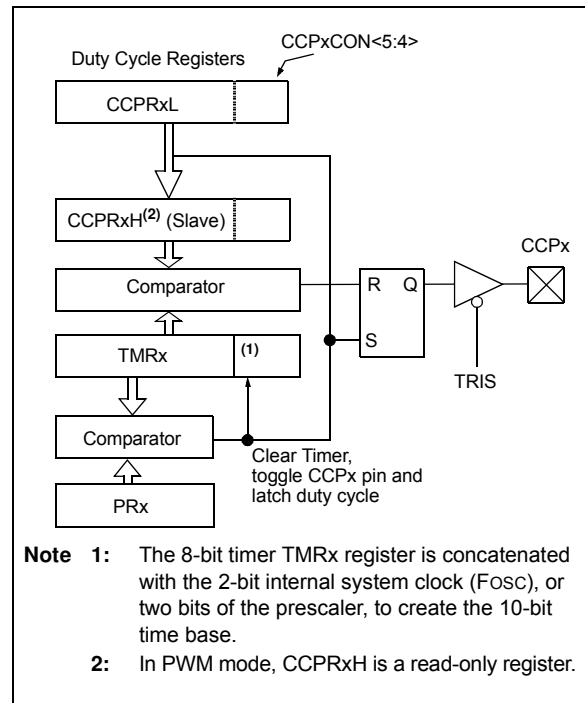 CCPxCON<5:4>
Duty Cycle Registers
CCPRxL
CCPRxH(2) (Slave)
CCPx
Comparator
R Q
TMRx
(1)
S
TRIS
Comparator
Clear Timer,
toggle CCPx pin and
latch duty cycle
PRx
Note 1: The 8-bit timer TMRx register is concatenated
with the 2-bit internal system clock (FOSC), or
two bits of the prescaler, to create the 10-bit
time base.
2: In PWM mode, CCPRxH is a read-only register.